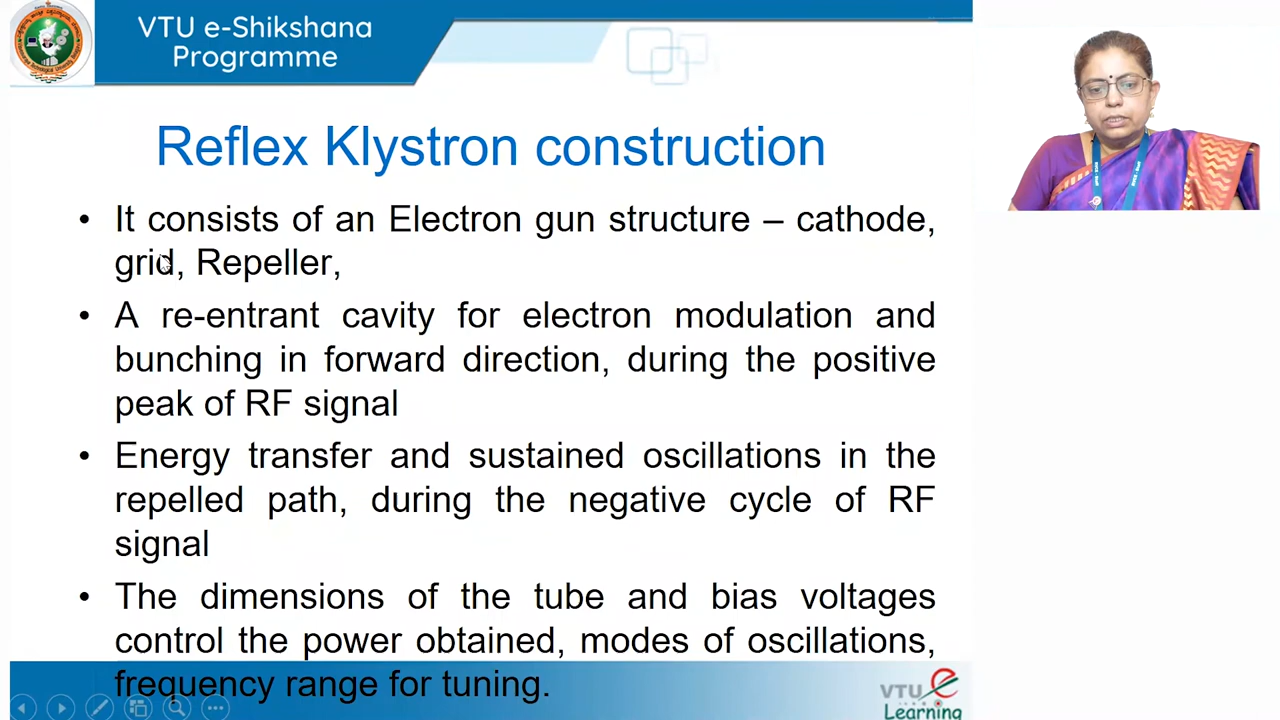 VTU e-Shikshana
Programme
Reflex Klystron construction
• It consists of an Electron gun structure – cathode,
grid, Repeller,
• A re-entrant cavity for electron modulation and
bunching in forward direction, during the positive
peak of RF signal
• Energy transfer and sustained oscillations in the
repelled path, during the negative cycle of RF
signal
• The dimensions of the tube and bias voltages
control the power obtained, modes of oscillations,
frequency range for tuning.
VTU e
Learning